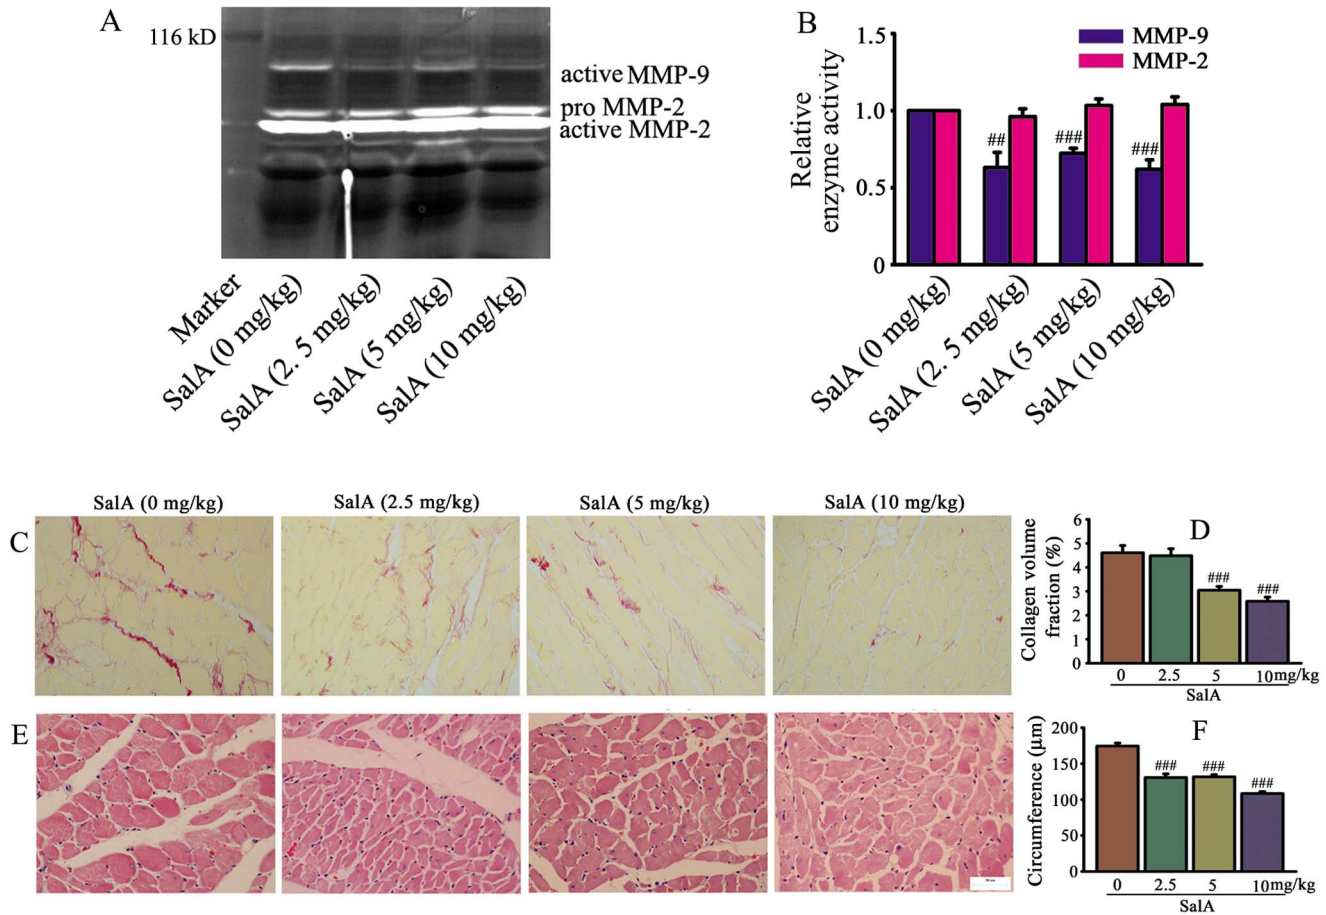 A
116 kD
active MMP-9
pro MMP-2
active MMP-2
Marker
SalA (0 mg/kg)
SalA (2. 5 mg/kg)
SalA (5 mg/kg)
SalA (10 mg/kg)
B
MMP-9
MMP-2
Relative
enzyme activity
1.5
1.0
0.5
0
##
###
###
SalA (0 mg/kg)
SalA (2. 5 mg/kg)
SalA (5 mg/kg)
SalA (10 mg/kg)
C
SalA (0 mg/kg)
SalA (2.5 mg/kg)
SalA (5 mg/kg)
SalA (10 mg/kg)
D
Collagen volume
fraction (%)
6
5
4
3
2
1
0
###
###
0 2.5 5 10mg/kg
SalA
E
F
Circumference (µm)
200
150
100
50
0
###
###
###
0 2.5 5 10mg/kg
SalA